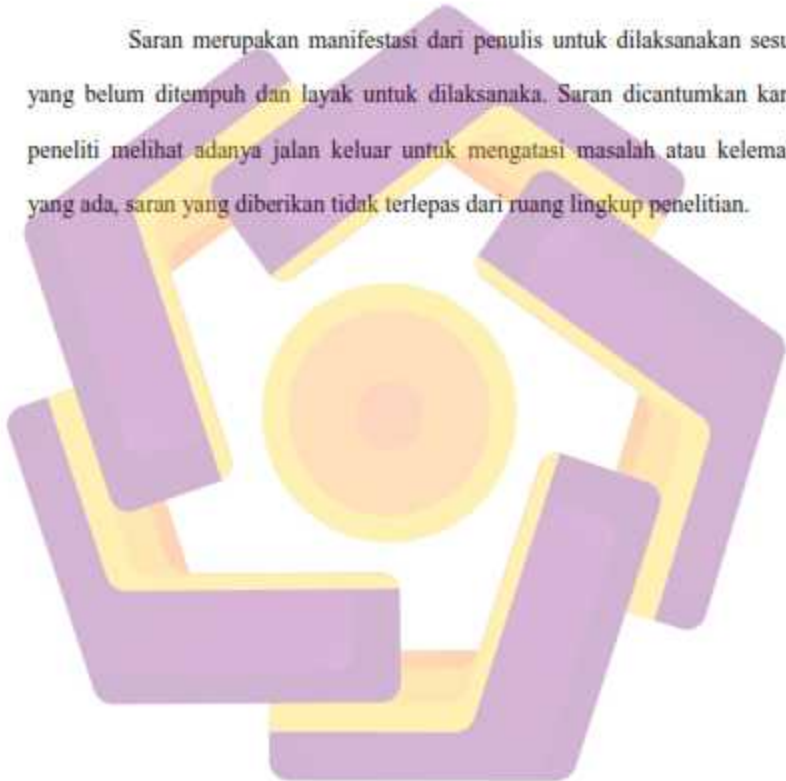 Saran merupakan manifestasi dari penulis untuk dilaksanakan sesu
yang belum ditempuh dan layak untuk dilaksanaka. Saran dicantumkan kar
peneliti melihat adanya jalan keluar untuk mengatasi masalah atau kelema
yang ada, saran yang diberikan tidak terlepas dari ruang lingkup penelitian.